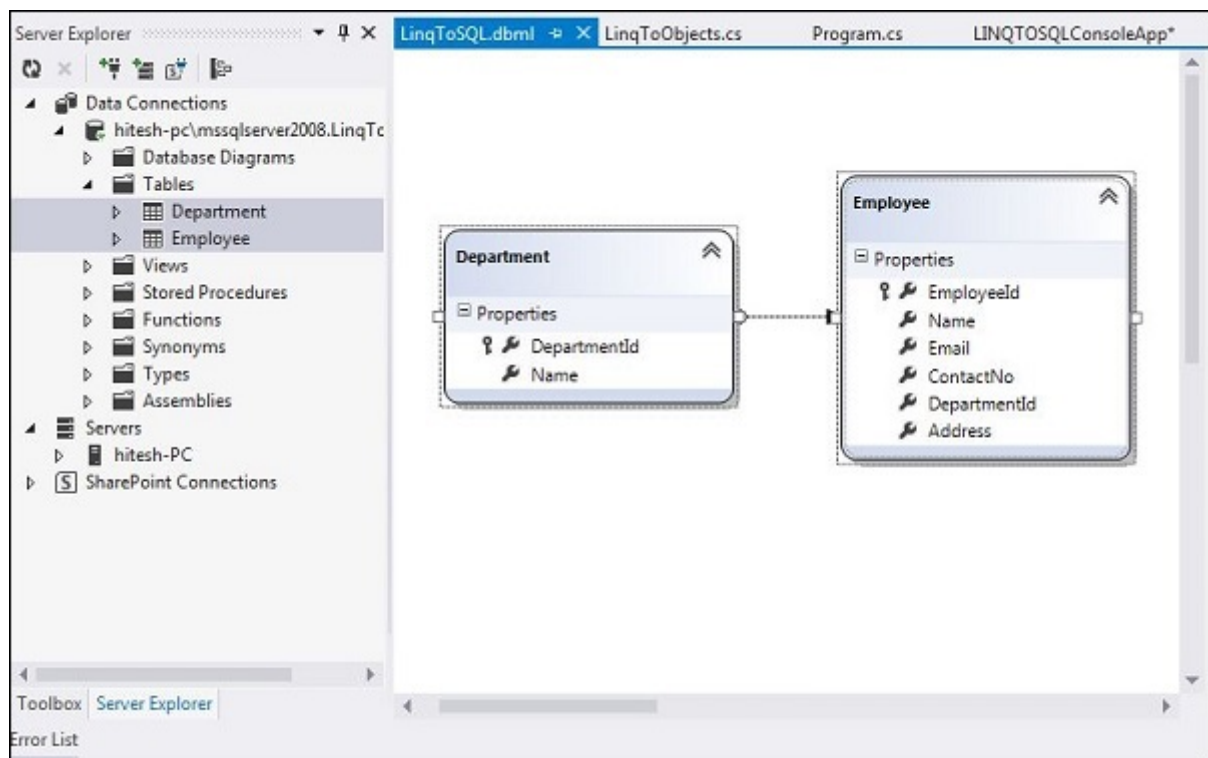 Server Explorer
LinqToSQL.dbml
LinqToObjects.cs
Program.cs
LINQTOSQLConsoleApp*
Data Connections
hitesh-pc\mssqlserver2008.LinqTo
Database Diagrams
Tables
Department
Employee
Views
Stored Procedures
Functions
Synonyms
Types
Assemblies
Servers
hitesh-PC
SharePoint Connections
Toolbox
Server Explorer
Error List
Department
Properties
DepartmentId
Name
Employee
Properties
EmployeeId
Name
Email
ContactNo
DepartmentId
Address